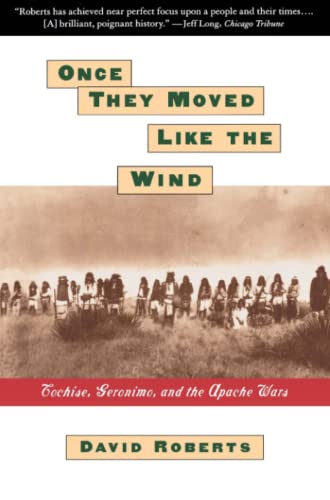 “Roberts has achieved near perfect focus upon a people and their times....
[A] brilliant, poignant history.” —Jeff Long, Chicago Tribune
ONCE
THEY MOVED
LIKE THE
WIND
Cochise, Geronimo, and the Apache Wars
DAVID ROBERTS